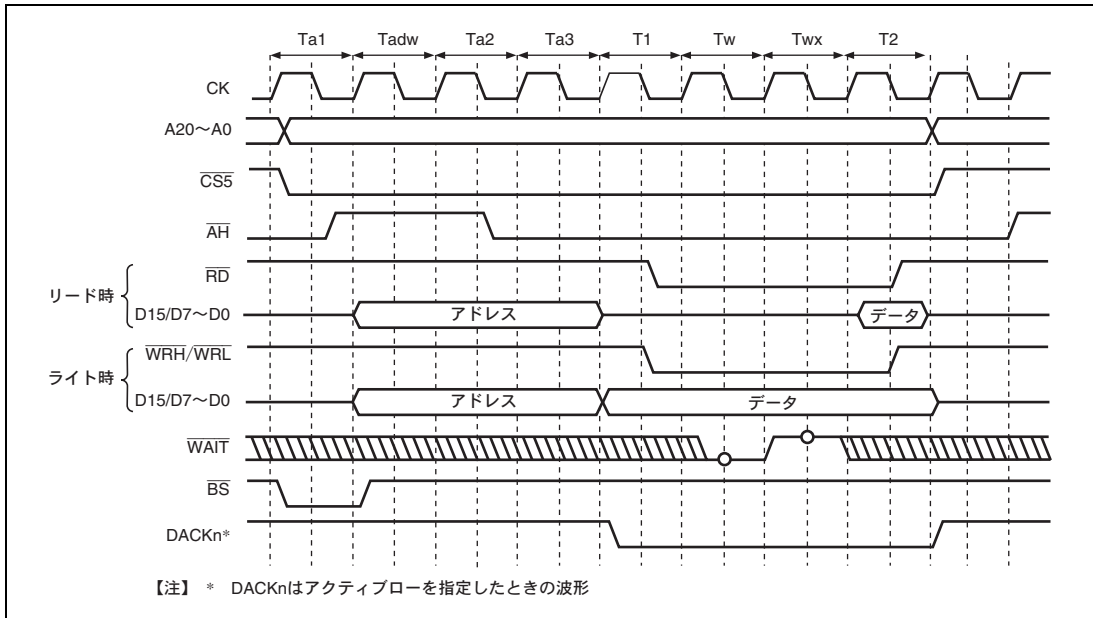 Ta1 Tadw Ta2 Ta3 T1 Tw Twx T2
CK
A20～A0
CS5
AH
リード時
RD
D15/D7～D0 アドレス データ
ライト時
WRH/WRL
D15/D7～D0 アドレス データ
WAIT
BS
DACKn*
【注】 * DACKnはアクティブローを指定したときの波形